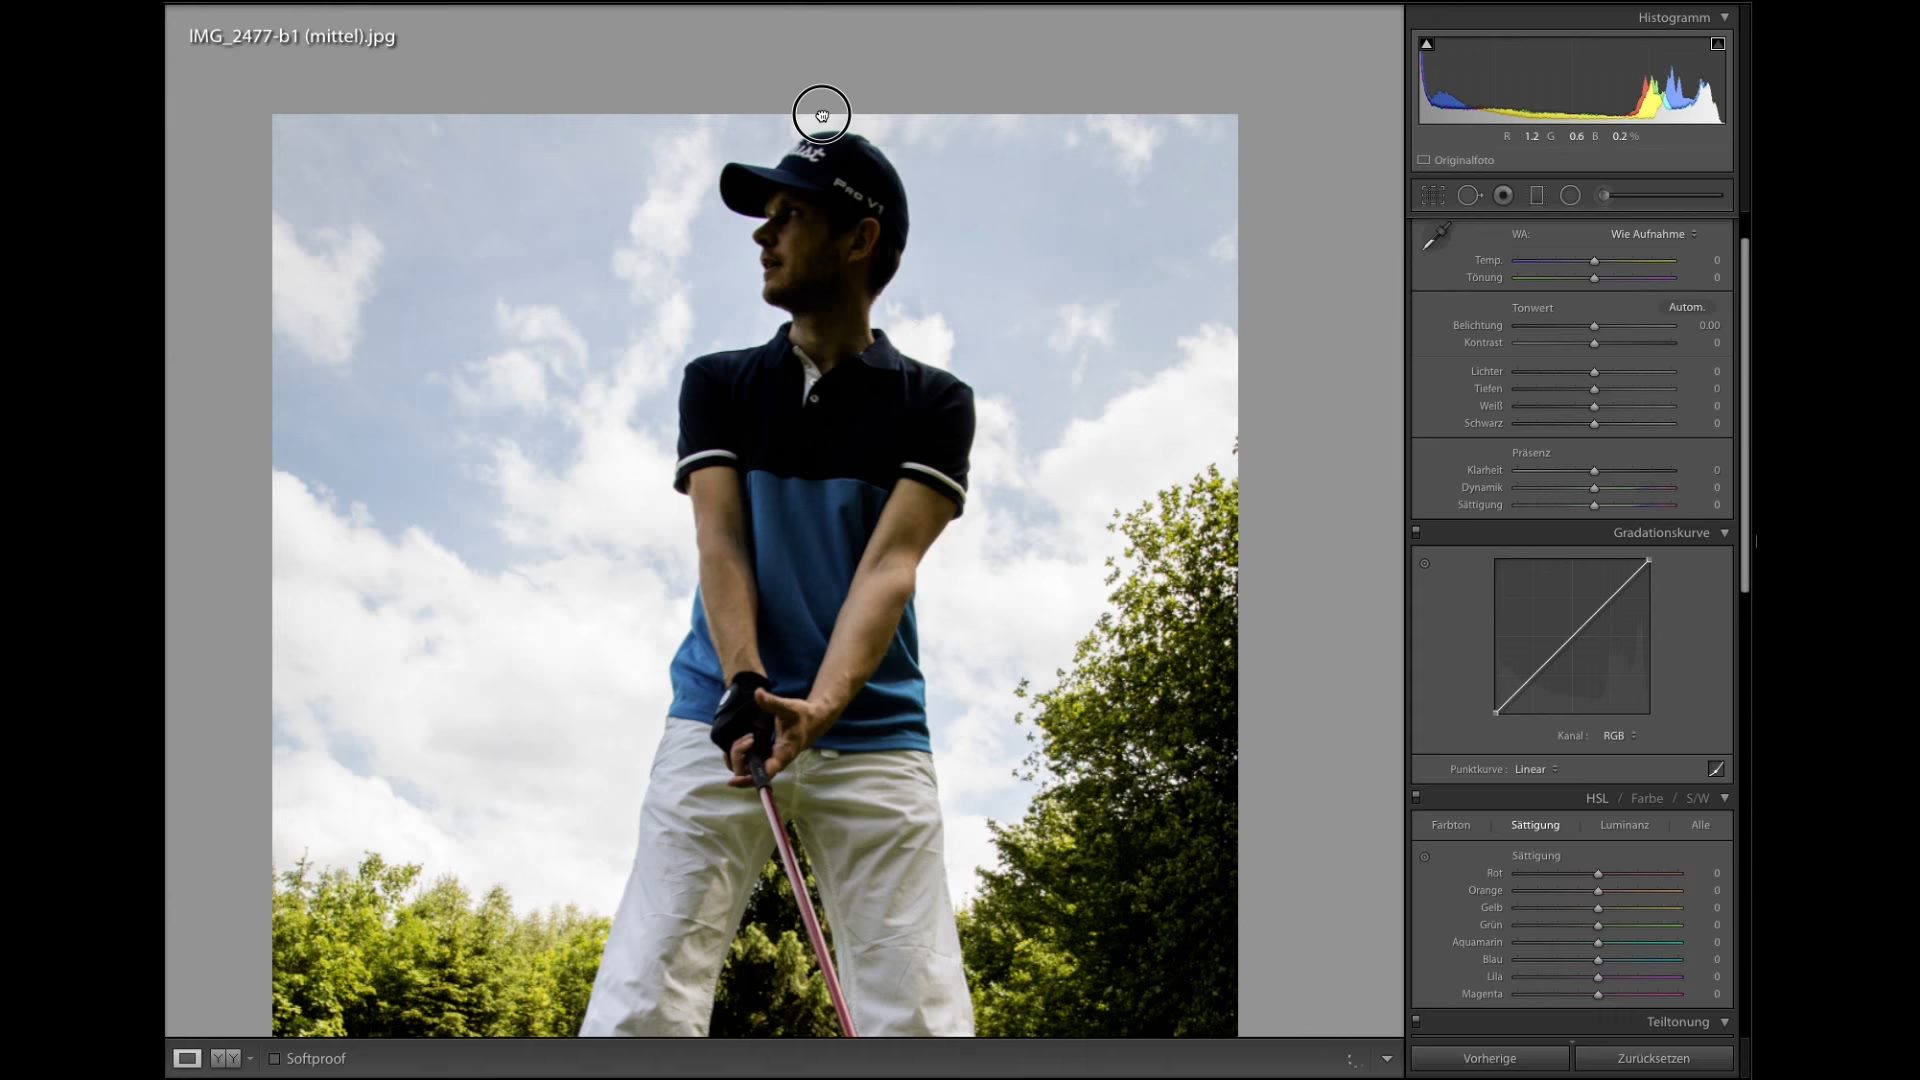 IMG_2477-b1 (mittel).jpg
Pro V1
Histogramm
R 1.2 G 0.6 B 0.2 %
Originalfoto
WA: Wie Aufnahme
Temp. 0
Tönung 0
Tonwert Autom.
Belichtung 0.00
Kontrast 0
Lichter 0
Tiefen 0
Weiß 0
Schwarz 0
Präsenz
Klarheit 0
Dynamik 0
Sättigung 0
Gradationskurve
Kanal : RGB
Punktkurve : Linear
HSL / Farbe / S/W
Farbton Sättigung Luminanz Alle
Sättigung
Rot 0
Orange 0
Gelb 0
Grün 0
Aquamarin 0
Blau 0
Lila 0
Magenta 0
Teiltonung
Y Y Softproof
Vorherige Zurücksetzen